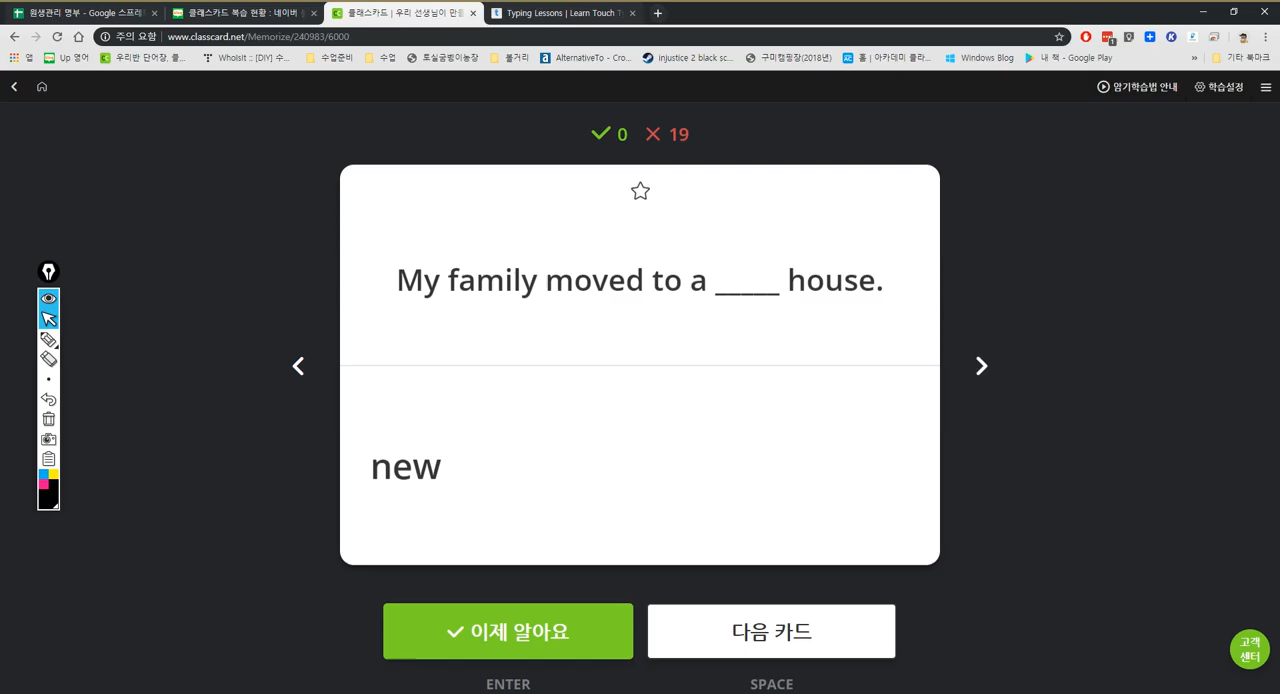 원생관리 명부 - Google 스프레
클래스카드 복습 현황 : 네이버
클래스카드 | 우리 선생님이 만들
Typing Lessons | Learn Touch T
주의 요함 | www.classcard.net/Memorize/240983/6000
앱 Up 영어 우리반 단어장, 클... WhoIst :: [DIY] 수... 수업준비 수업 토실굼벵이농장 볼거리 AlternativeTo - Cro... injustice 2 black sc... 구미캠핑장(2018년) 홈 | 아카데미 클라... Windows Blog 내 책 - Google Play » 기타 북마크
암기학습법 안내 학습설정
0 19
My family moved to a _____ house.
new
이제 알아요 다음 카드
ENTER SPACE
고객
센터